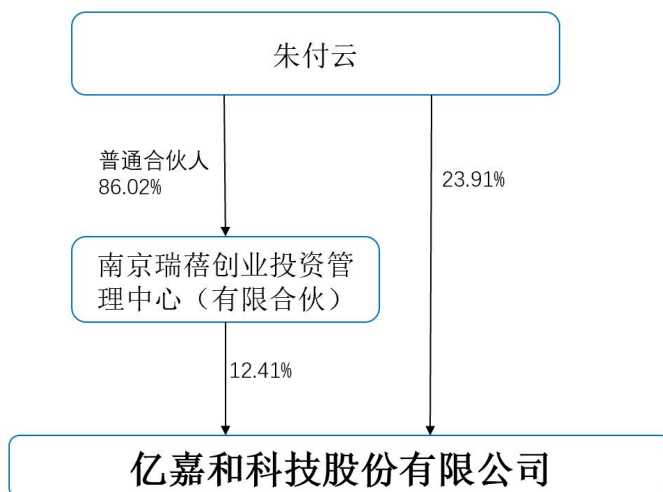 朱付云
普通合伙人
86.02%
23.91%
南京瑞蓓创业投资管
理中心（有限合伙）
12.41%
亿嘉和科技股份有限公司